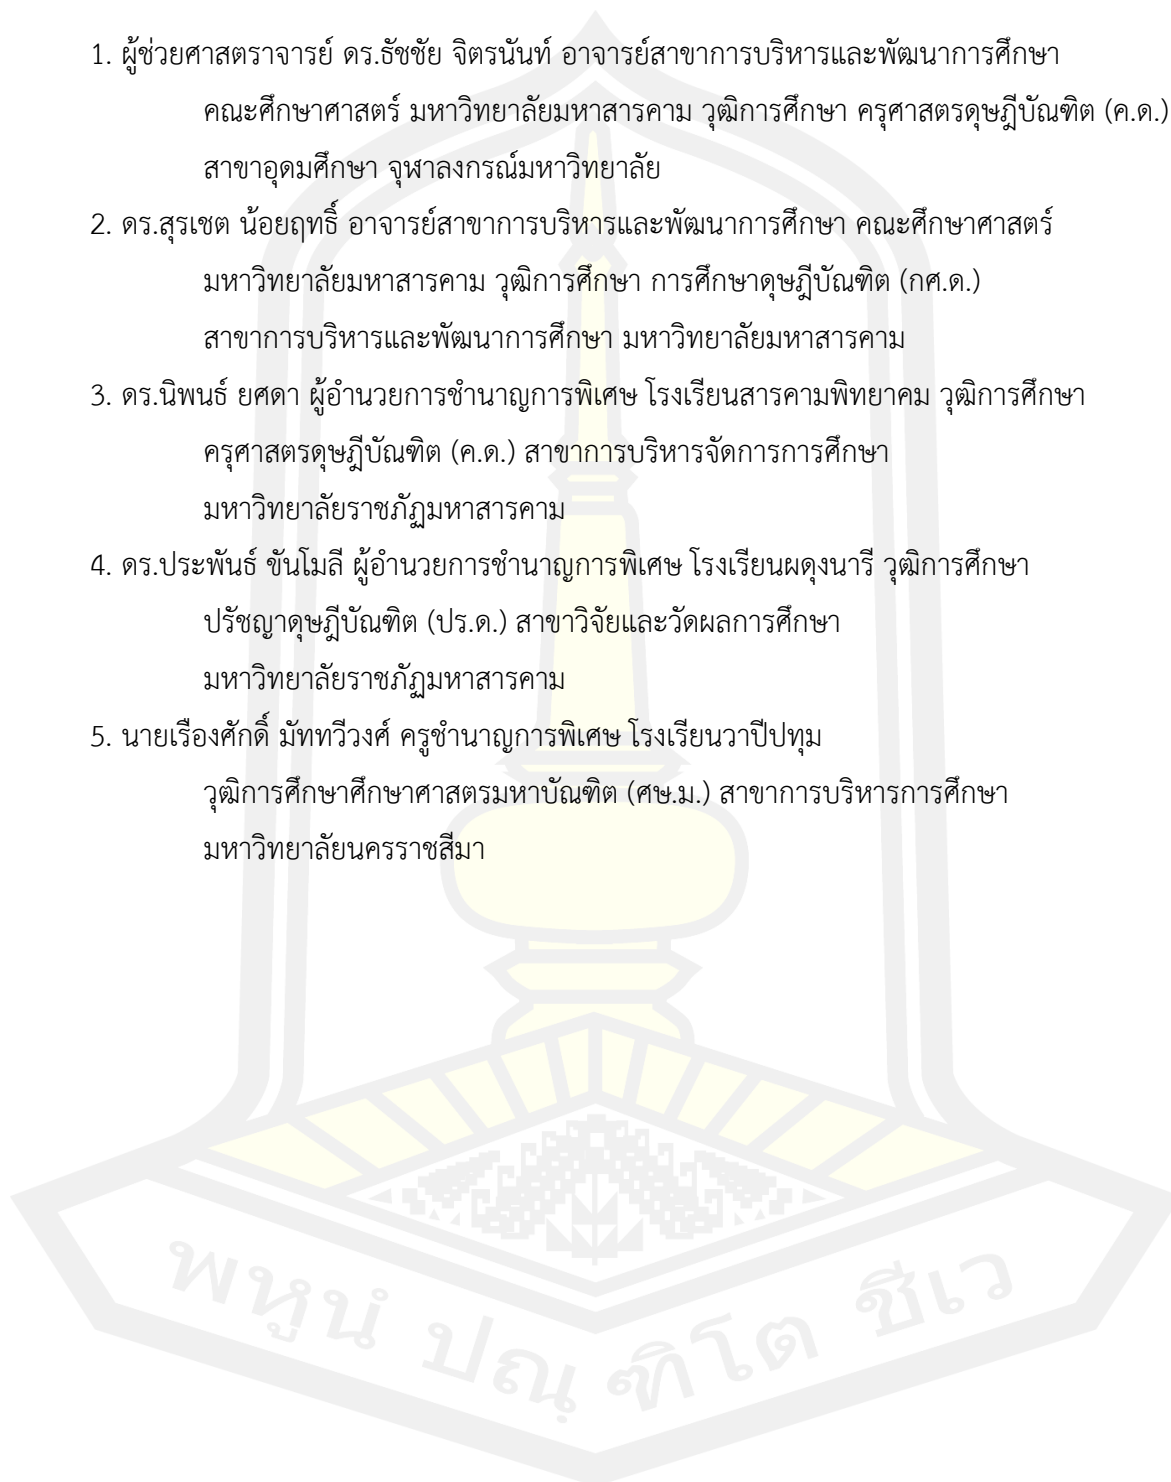 1. ผู้ช่วยศาสตราจารย์ ดร.ธัชชัย จิตรนันท์ อาจารย์สาขาการบริหารและพัฒนาการศึกษา
คณะศึกษาศาสตร์ มหาวิทยาลัยมหาสารคาม วุฒิการศึกษา ครุศาสตรดุษฎีบัณฑิต (ค.ด.)
สาขาอุดมศึกษา จุฬาลงกรณ์มหาวิทยาลัย
2. ดร.สุรเชต น้อยฤทธิ์ อาจารย์สาขาการบริหารและพัฒนาการศึกษา คณะศึกษาศาสตร์
มหาวิทยาลัยมหาสารคาม วุฒิการศึกษา การศึกษาดุษฎีบัณฑิต (กศ.ด.)
สาขาการบริหารและพัฒนาการศึกษา มหาวิทยาลัยมหาสารคาม
3. ดร.นิพนธ์ ยศดา ผู้อำนวยการชำนาญการพิเศษ โรงเรียนสารคามพิทยาคม วุฒิการศึกษา
ครุศาสตรดุษฎีบัณฑิต (ค.ด.) สาขาการบริหารจัดการการศึกษา
มหาวิทยาลัยราชภัฏมหาสารคาม
4. ดร.ประพันธ์ ขันโมลี ผู้อำนวยการชำนาญการพิเศษ โรงเรียนผดุงนารี วุฒิการศึกษา
ปรัชญาดุษฎีบัณฑิต (ปร.ด.) สาขาวิจัยและวัดผลการศึกษา
มหาวิทยาลัยราชภัฏมหาสารคาม
5. นายเรืองศักดิ์ มัททวีวงศ์ ครูชำนาญการพิเศษ โรงเรียนวาปีปทุม
วุฒิการศึกษาศึกษาศาสตรมหาบัณฑิต (ศษ.ม.) สาขาการบริหารการศึกษา
มหาวิทยาลัยนครราชสีมา
พหูนํ ปณฺฑิโต ชีเว